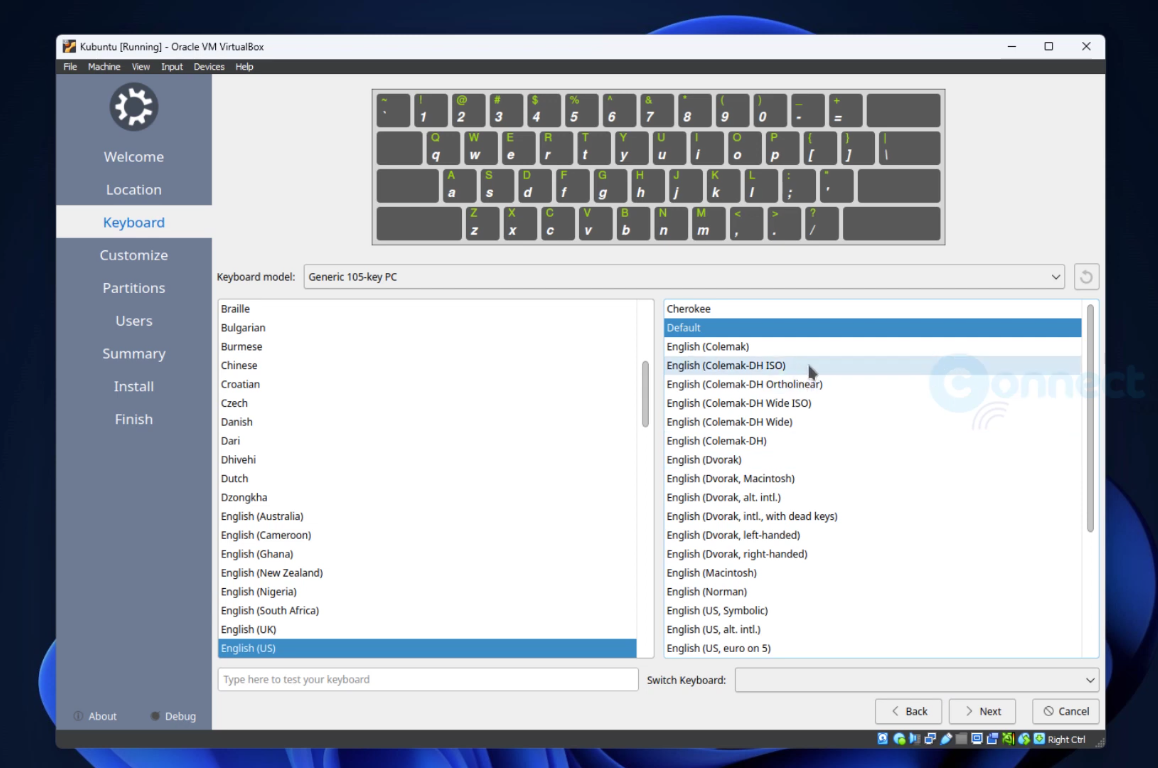 Kubuntu [Running] - Oracle VM VirtualBox
File Machine View Input Devices Help
~ ! @ # $ % ^ & * ( ) _ +
` 1 2 3 4 5 6 7 8 9 0 - =
Q W E R T Y U I O P { } |
q w e r t y u i o p [ ] \
A S D F G H J K L : "
a s d f g h j k l ; '
Z X C V B N M < > ?
z x c v b n m , . /
Welcome
Location
Keyboard
Customize
Partitions
Users
Summary
Install
Finish
About Debug
Keyboard model: Generic 105-key PC
Braille
Bulgarian
Burmese
Chinese
Croatian
Czech
Danish
Dari
Dhivehi
Dutch
Dzongkha
English (Australia)
English (Cameroon)
English (Ghana)
English (New Zealand)
English (Nigeria)
English (South Africa)
English (UK)
English (US)
Cherokee
Default
English (Colemak)
English (Colemak-DH ISO)
English (Colemak-DH Ortholinear)
English (Colemak-DH Wide ISO)
English (Colemak-DH Wide)
English (Colemak-DH)
English (Dvorak)
English (Dvorak, Macintosh)
English (Dvorak, alt. intl.)
English (Dvorak, intl., with dead keys)
English (Dvorak, left-handed)
English (Dvorak, right-handed)
English (Macintosh)
English (Norman)
English (US, Symbolic)
English (US, alt. intl.)
English (US, euro on 5)
Connect
Type here to test your keyboard
Switch Keyboard:
Back Next Cancel
Right Ctrl